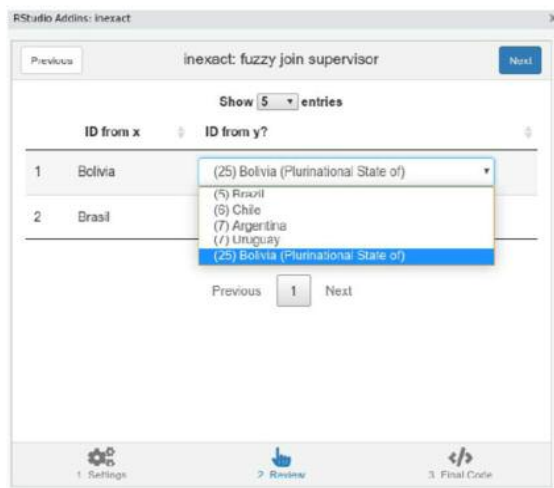 RStudio Addins: inexact
Previous inexact: fuzzy join supervisor Next
Show 5 entries
ID from x ID from y?
1 Bolivia (25) Bolivia (Plurinational State of)
(5) Brazil
(6) Chile
2 Brasil
(7) Argentina
(7) Uruguay
(25) Bolivia (Plurinational State of)
Previous 1 Next
1. Settings 2. Review 3. Final Code